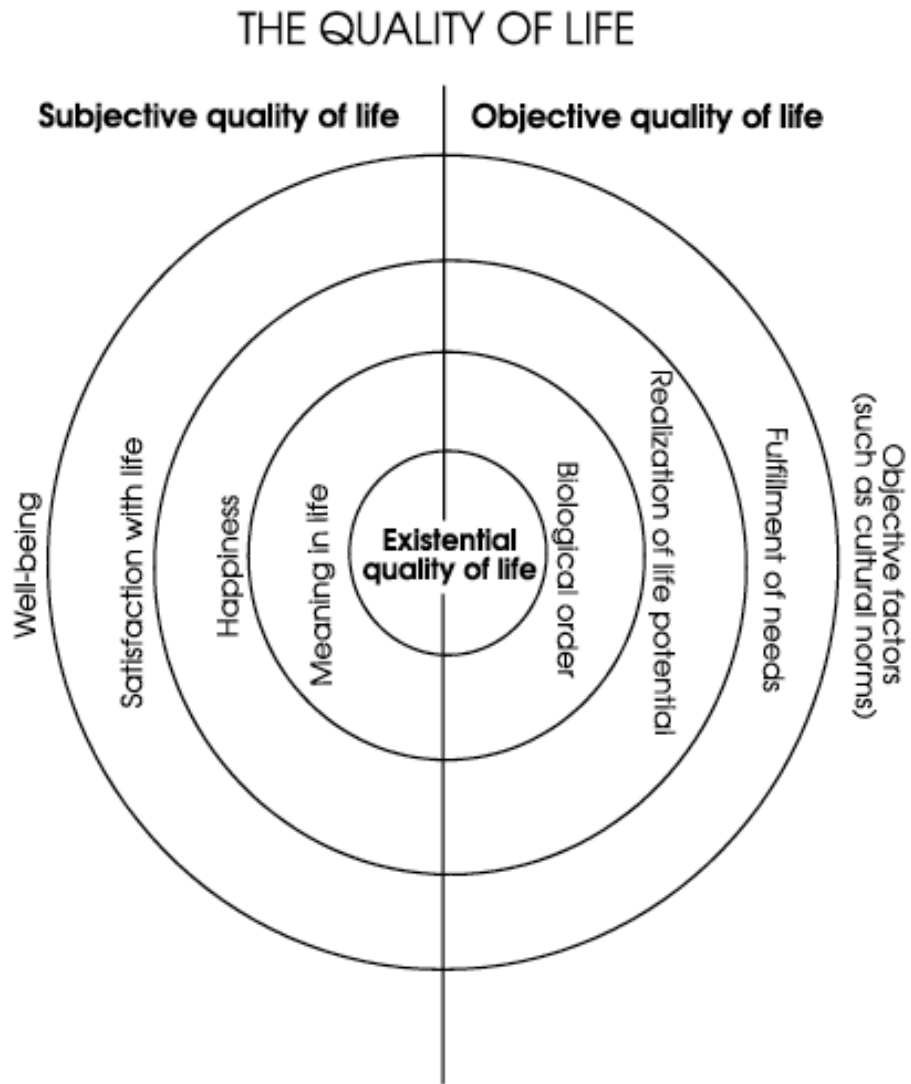 THE QUALITY OF LIFE
Subjective quality of life
Objective quality of life
Well-being
Satisfaction with life
Happiness
Meaning in life
Existential
quality of life
Biological order
Realization of life potential
Fulfillment of needs
Objective factors
(such as cultural norms)